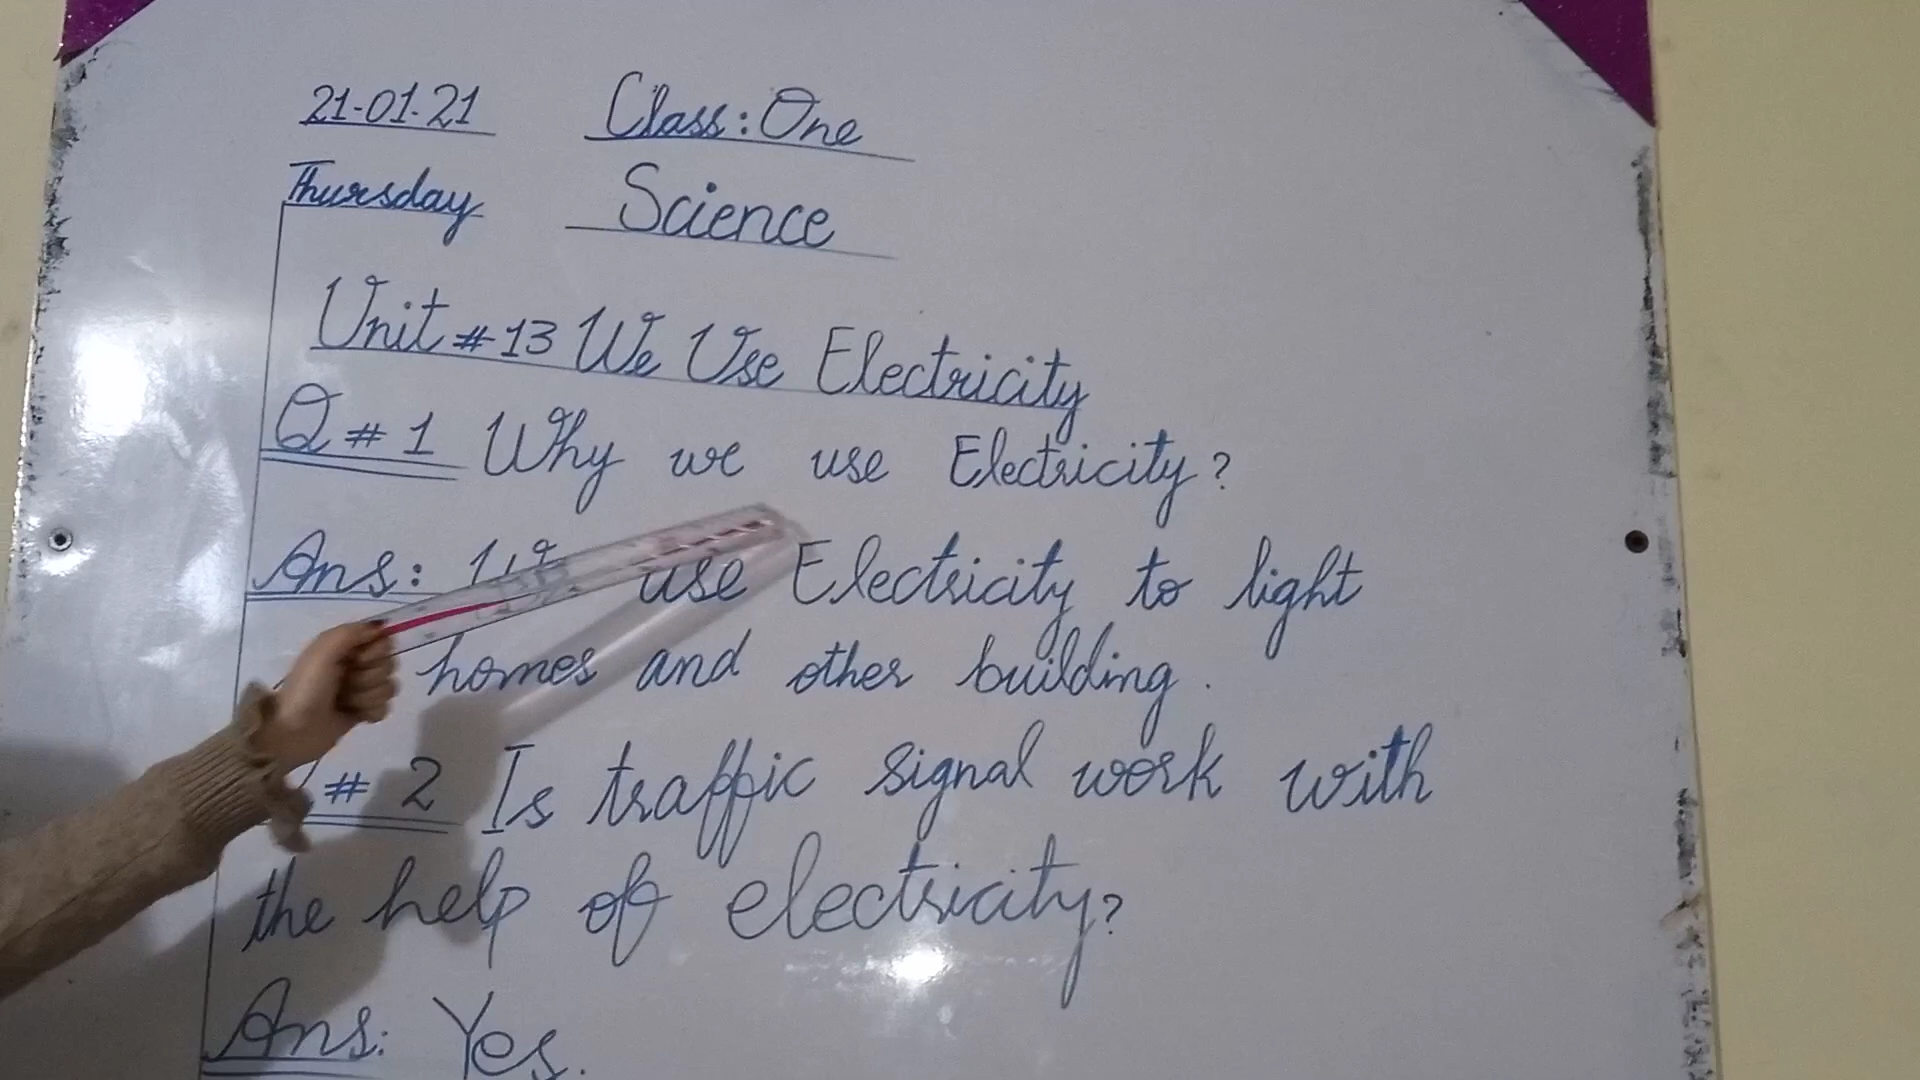 21-01-21 Class: One
Thursday Science
Unit # 13 We Use Electricity
Q # 1 Why we use Electricity?
Ans: use Electricity to light
homes and other building.
# 2 Is traffic signal work with
the help of electricity?
Ans: Yes.